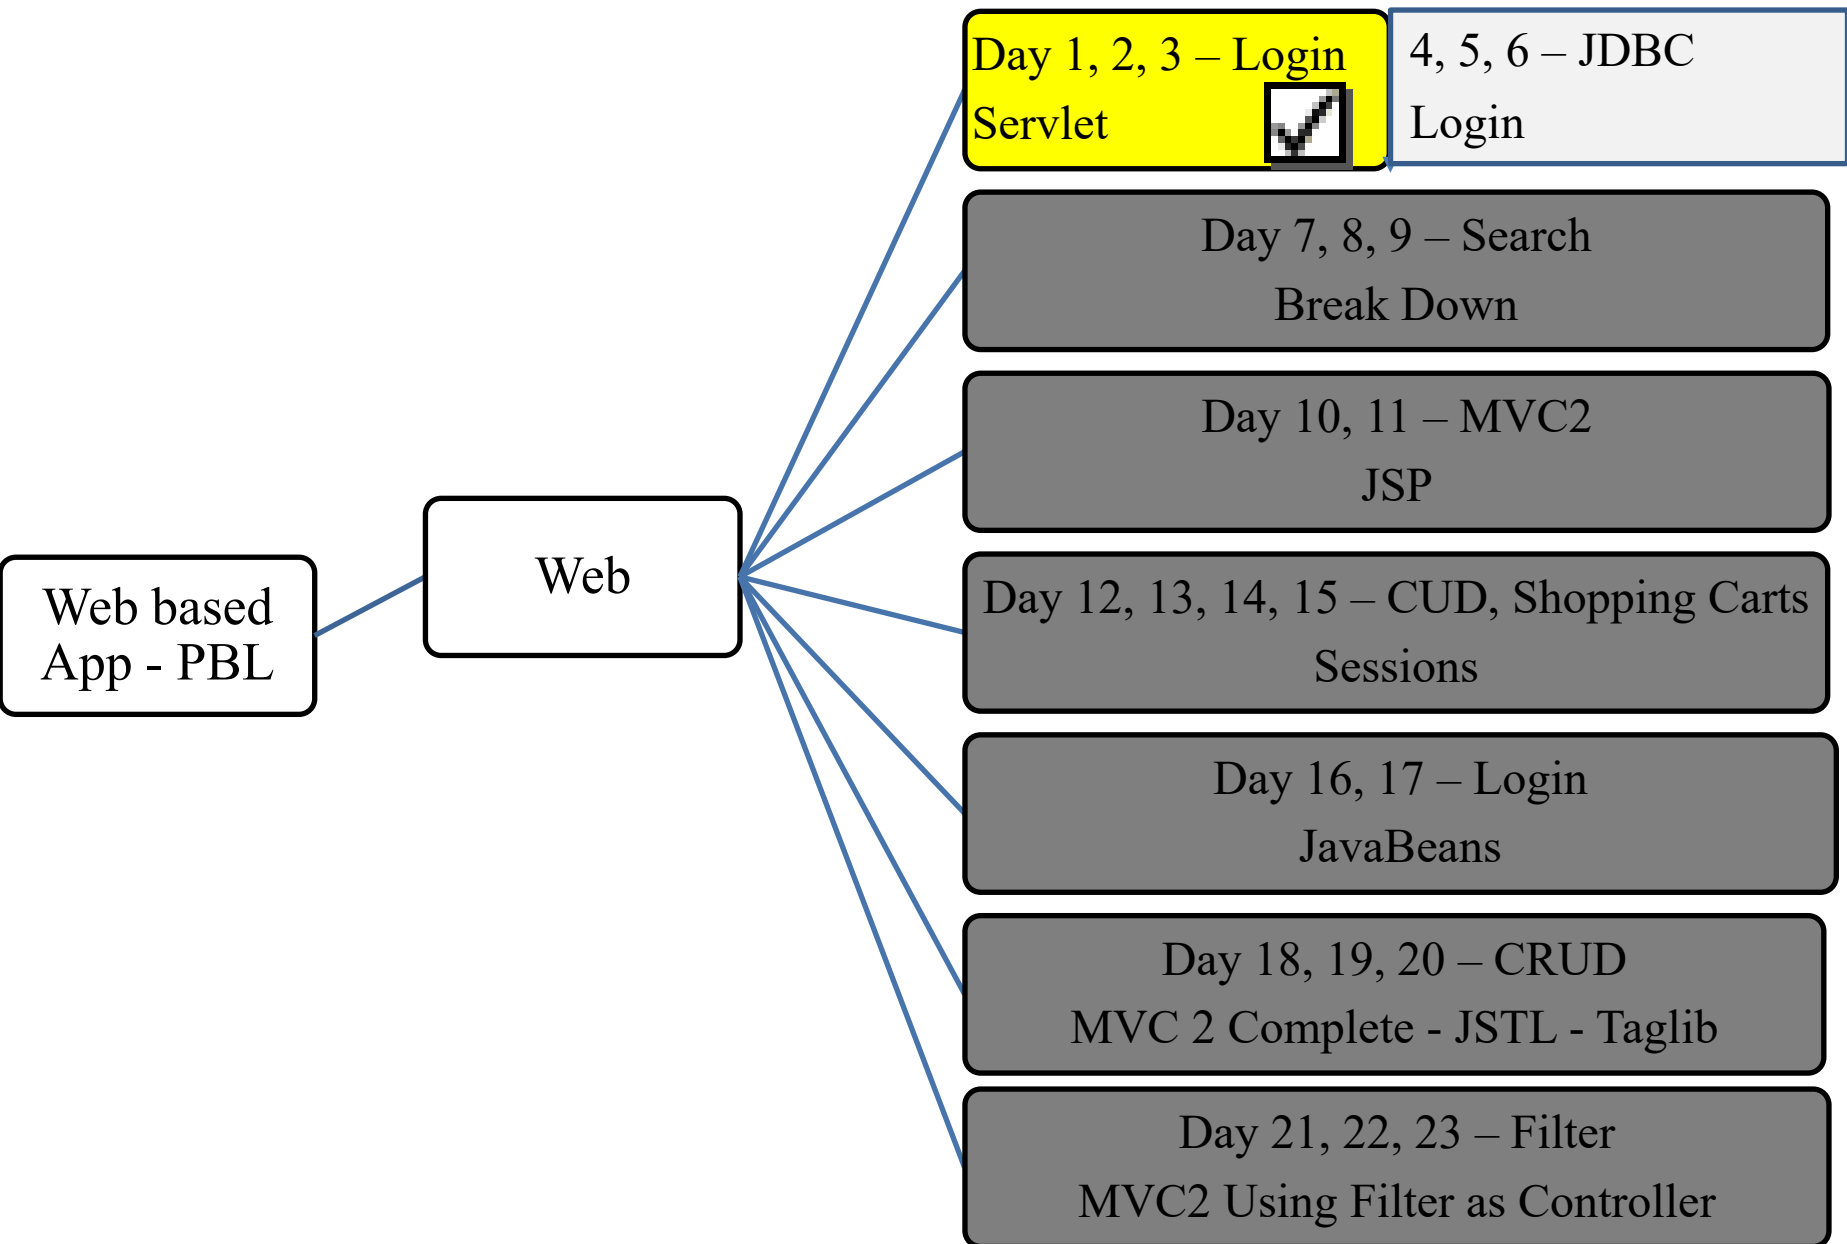 Web based
App - PBL
Web
Day 1, 2, 3 – Login
Servlet
4, 5, 6 – JDBC
Login
Day 7, 8, 9 – Search
Break Down
Day 10, 11 – MVC2
JSP
Day 12, 13, 14, 15 – CUD, Shopping Carts
Sessions
Day 16, 17 – Login
JavaBeans
Day 18, 19, 20 – CRUD
MVC 2 Complete - JSTL - Taglib
Day 21, 22, 23 – Filter
MVC2 Using Filter as Controller